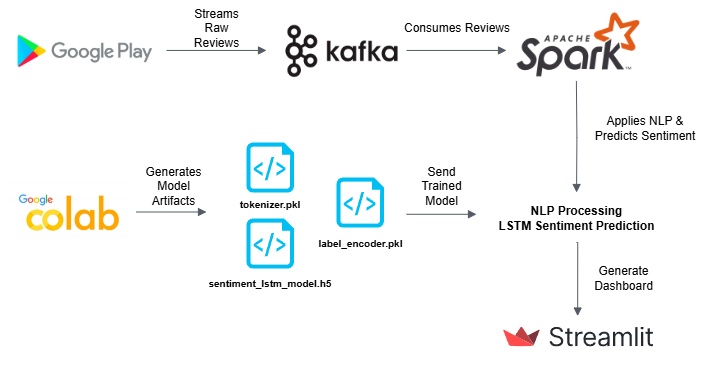 Streams
Raw
Reviews
Google Play
kafka
Consumes Reviews
APACHE
Spark™
Applies NLP &
Predicts Sentiment
Google
colab
Generates
Model
Artifacts
tokenizer.pkl
sentiment_lstm_model.h5
label_encoder.pkl
Send
Trained
Model
NLP Processing
LSTM Sentiment Prediction
Generate
Dashboard
Streamlit